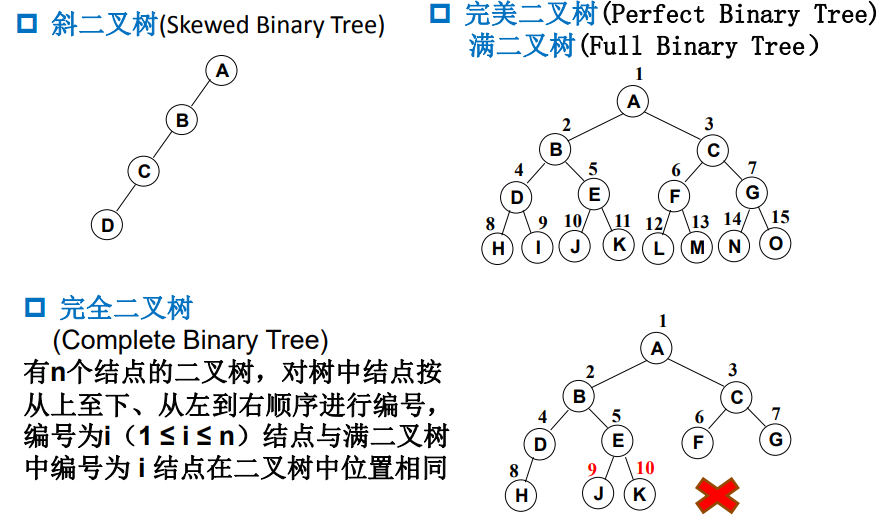 斜二叉树(Skewed Binary Tree)
A
B
C
D
完美二叉树(Perfect Binary Tree)
满二叉树(Full Binary Tree)
1
A
2
3
B
C
4
5
6
7
D
E
F
G
8
9
10
11
12
13
14
15
H
I
J
K
L
M
N
O
完全二叉树
(Complete Binary Tree)
有n个结点的二叉树，对树中结点按
从上至下、从左到右顺序进行编号，
编号为i（1 ≤ i ≤ n）结点与满二叉树
中编号为 i 结点在二叉树中位置相同
1
A
2
3
B
C
4
5
6
7
D
E
F
G
8
9
10
H
J
K